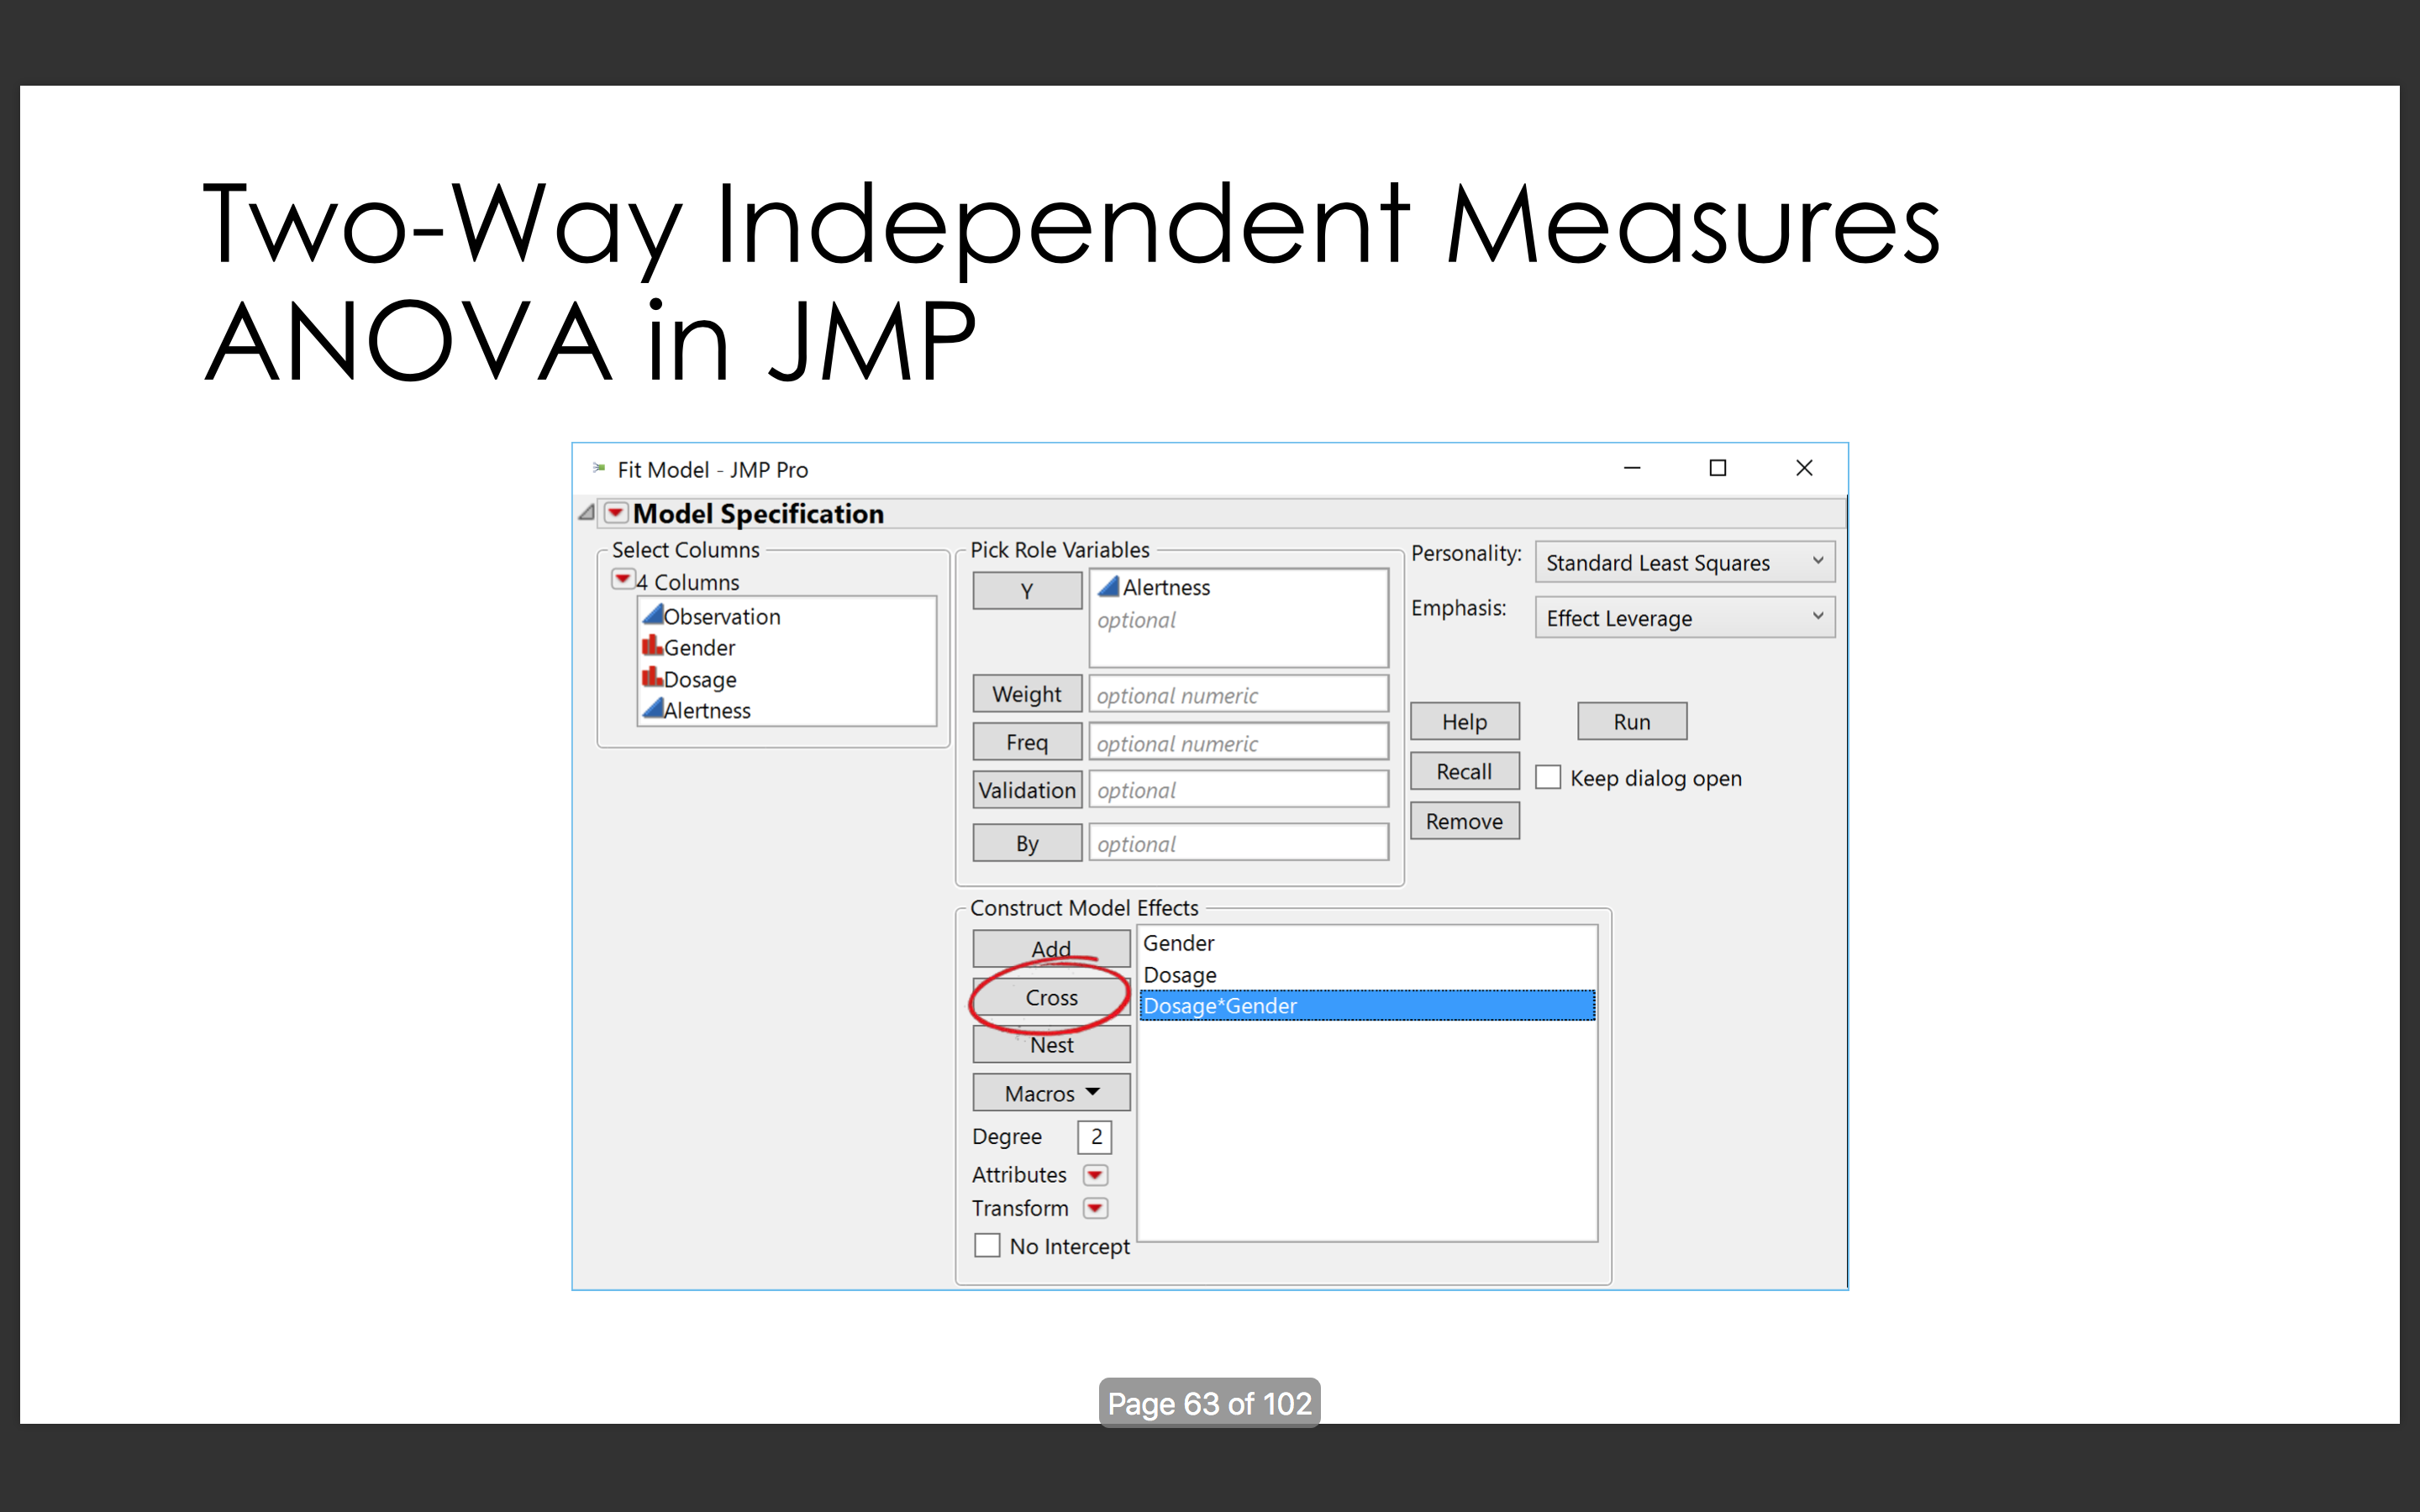 Two-Way Independent Measures
ANOVA in JMP
Fit Model - JMP Pro
Model Specification
Select Columns
4 Columns
Observation
Gender
Dosage
Alertness
Pick Role Variables
Y
Alertness
optional
Weight
optional numeric
Freq
optional numeric
Validation
optional
By
optional
Personality:
Standard Least Squares
Emphasis:
Effect Leverage
Help
Run
Recall
Keep dialog open
Remove
Construct Model Effects
Add
Cross
Nest
Macros
Degree
2
Attributes
Transform
No Intercept
Gender
Dosage
Dosage*Gender
Page 63 of 102